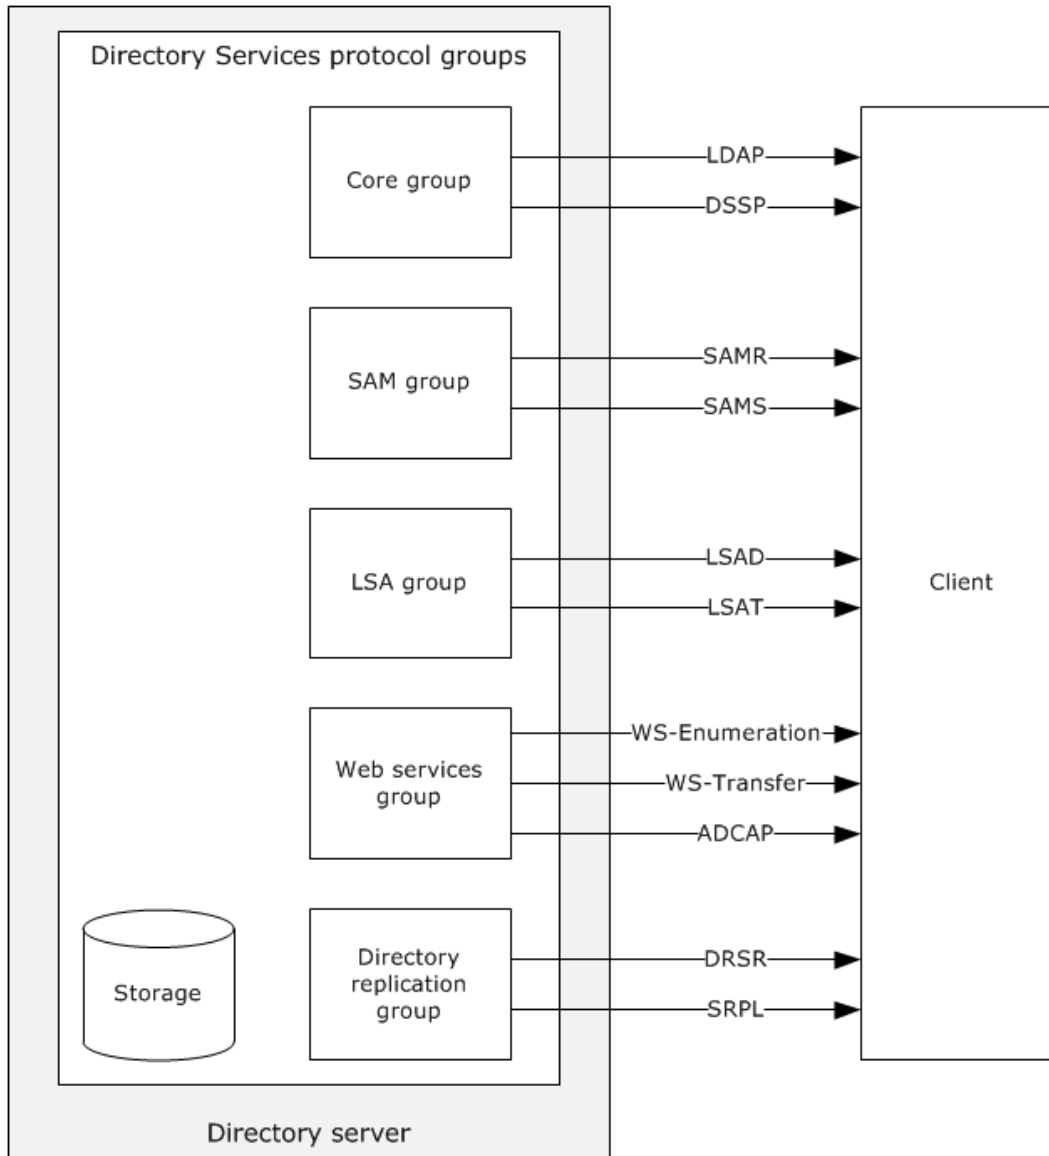 Directory Services protocol groups
Core group
LDAP
DSSP
SAM group
SAMR
SAMS
LSA group
LSAD
LSAT
Client
Web services
group
WS-Enumeration
WS-Transfer
ADCAP
Storage
Directory
replication
group
DRSR
SRPL
Directory server